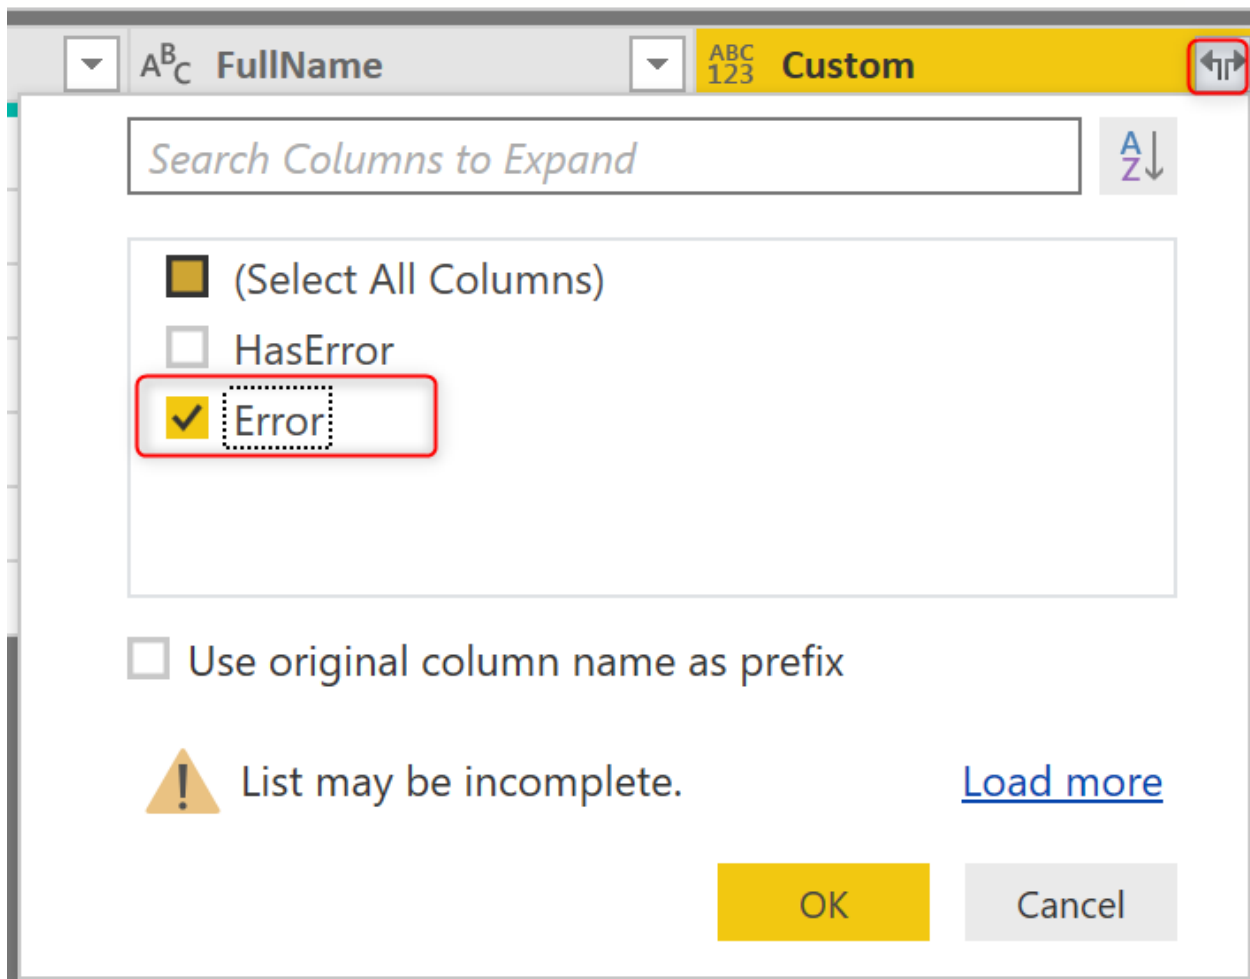 ABC FullName ABC 123 Custom
Search Columns to Expand AZ
(Select All Columns)
HasError
Error
Use original column name as prefix
List may be incomplete. Load more
OK Cancel